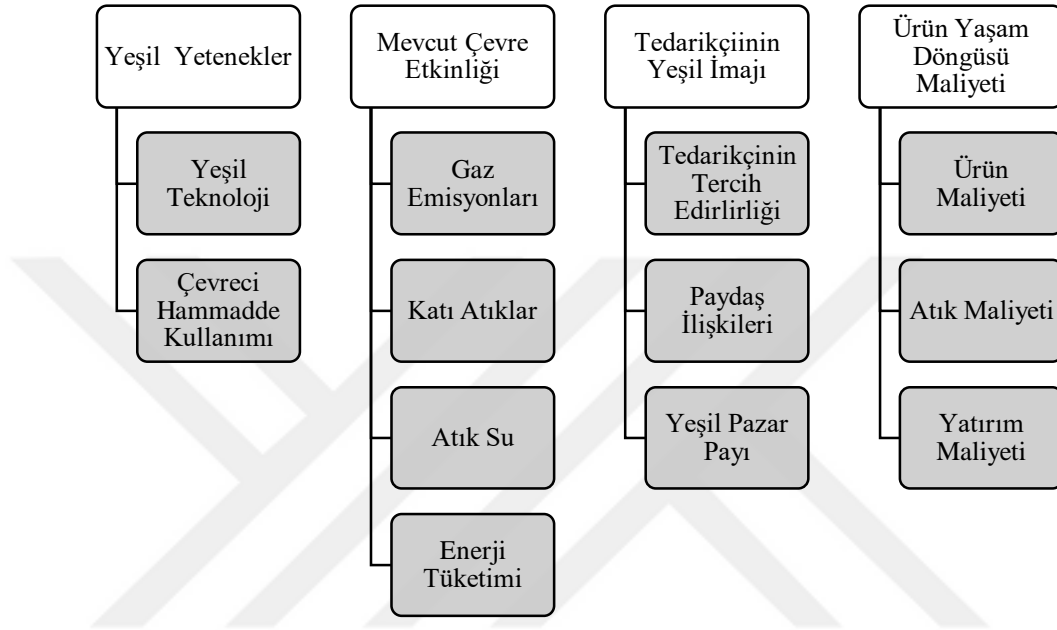 Yeşil Yetenekler
Yeşil
Teknoloji
Çevreci
Hammadde
Kullanımı
Mevcut Çevre
Etkinliği
Gaz
Emisyonları
Katı Atıklar
Atık Su
Enerji
Tüketimi
Tedarikçiinin
Yeşil İmajı
Tedarikçinin
Tercih
Edirlirliği
Paydaş
İlişkileri
Yeşil Pazar
Payı
Ürün Yaşam
Döngüsü
Maliyeti
Ürün
Maliyeti
Atık Maliyeti
Yatırım
Maliyeti